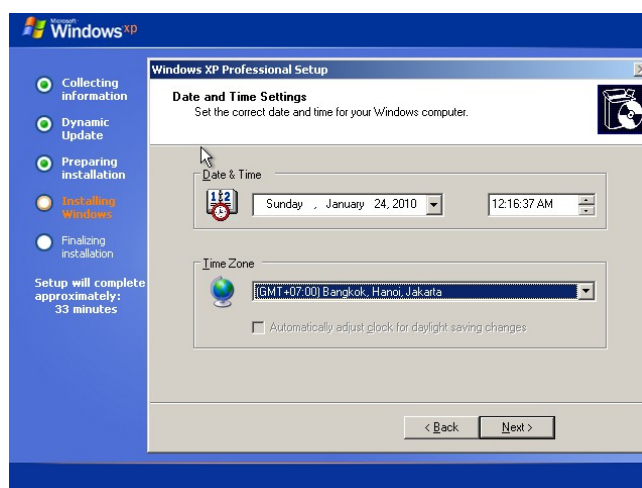 Microsoft
Windows xp
Collecting
information
Dynamic
Update
Preparing
installation
Installing
Windows
Finalizing
installation
Setup will complete
approximately:
33 minutes
Windows XP Professional Setup
Date and Time Settings
Set the correct date and time for your Windows computer.
Date & Time
Sunday , January 24, 2010
12:16:37 AM
Time Zone
(GMT+07:00) Bangkok, Hanoi, Jakarta
Automatically adjust clock for daylight saving changes
< Back
Next >